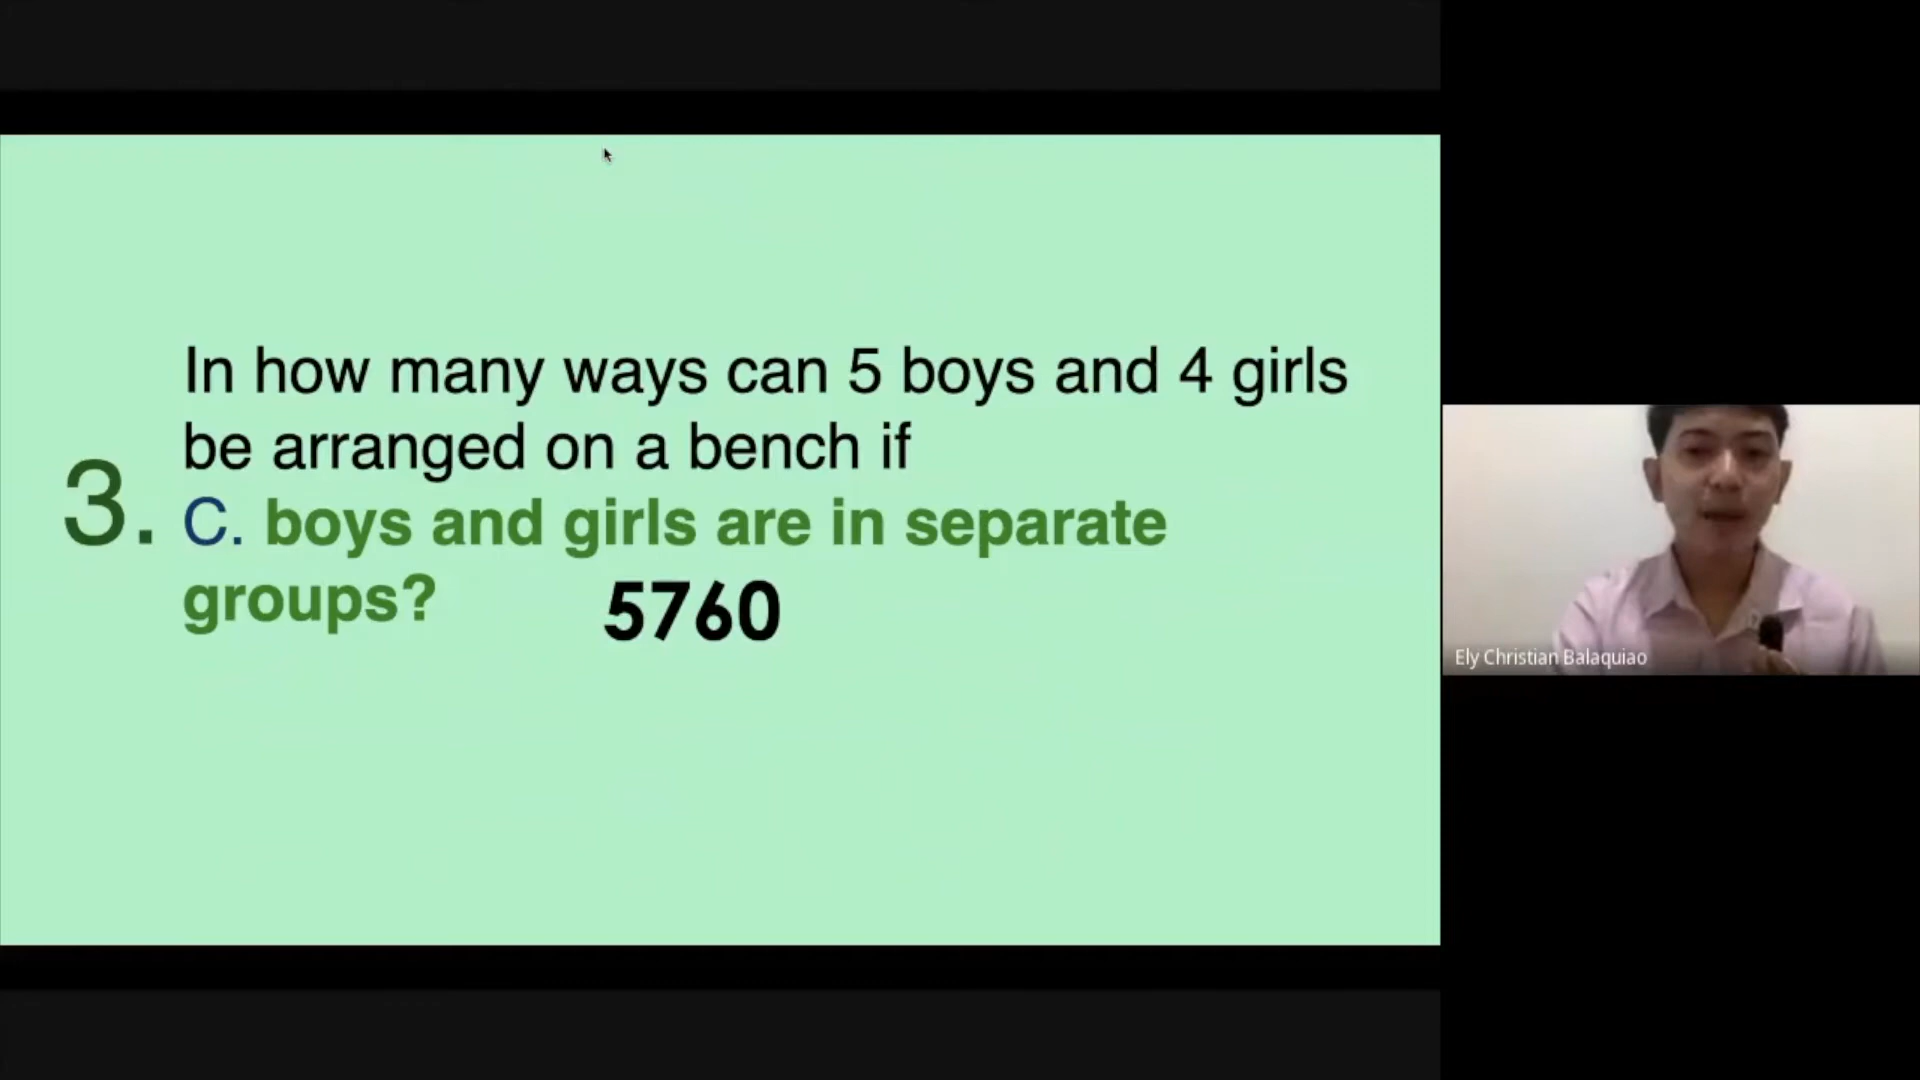 In how many ways can 5 boys and 4 girls
be arranged on a bench if
3. C. boys and girls are in separate
groups? 5760
Ely Christian Balaquiao